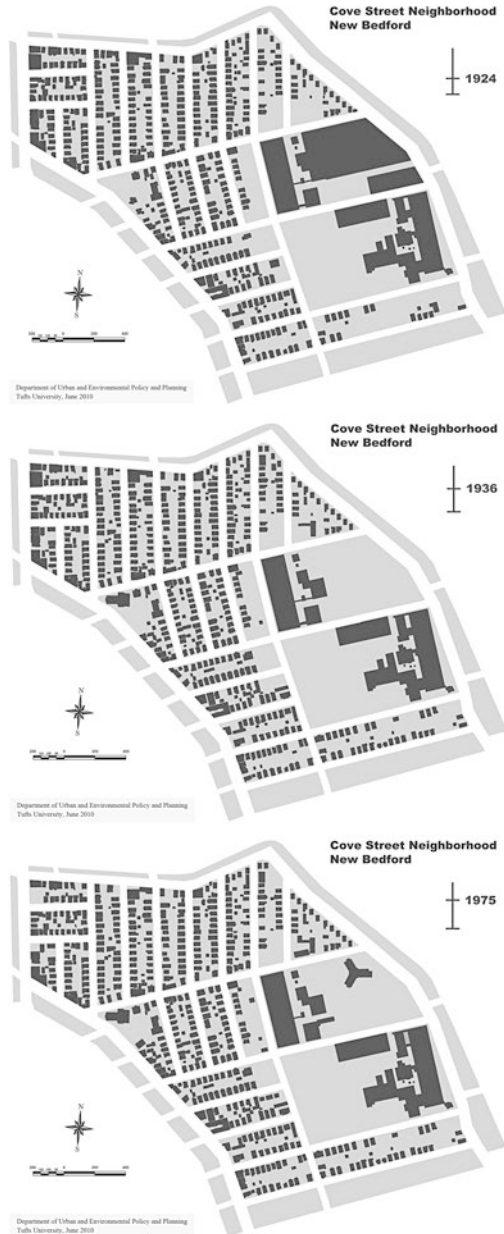 Cove Street Neighborhood
New Bedford
1924
N
S
Department of Urban and Environmental Policy and Planning
Tufts University, June 2010
Cove Street Neighborhood
New Bedford
1936
N
S
Department of Urban and Environmental Policy and Planning
Tufts University, June 2010
Cove Street Neighborhood
New Bedford
1975
N
S
Department of Urban and Environmental Policy and Planning
Tufts University, June 2010